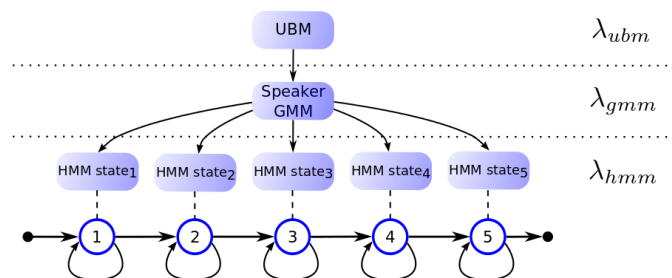 UBM
λ_ubm
Speaker
GMM
λ_gmm
HMM state1
HMM state2
HMM state3
HMM state4
HMM state5
λ_hmm
1
2
3
4
5